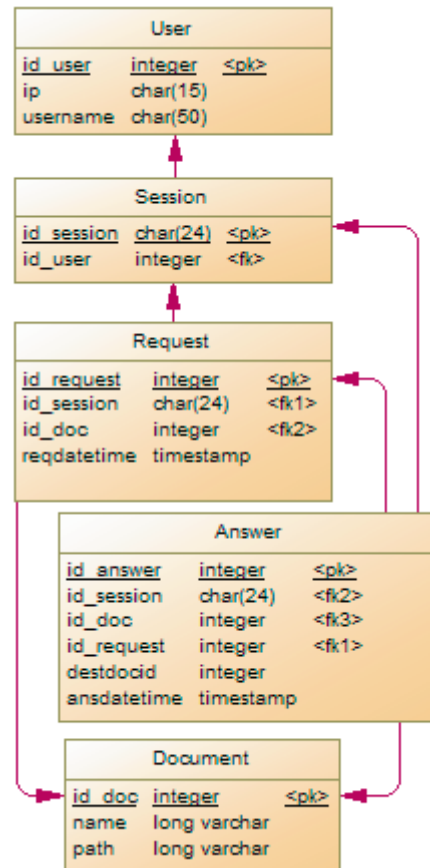 User
id_user integer <pk>
ip char(15)
username char(50)
Session
id_session char(24) <pk>
id_user integer <fk>
Request
id_request integer <pk>
id_session char(24) <fk1>
id_doc integer <fk2>
reqdatetime timestamp
Answer
id_answer integer <pk>
id_session char(24) <fk2>
id_doc integer <fk3>
id_request integer <fk1>
destdocid integer
ansdatetime timestamp
Document
id_doc integer <pk>
name long varchar
path long varchar